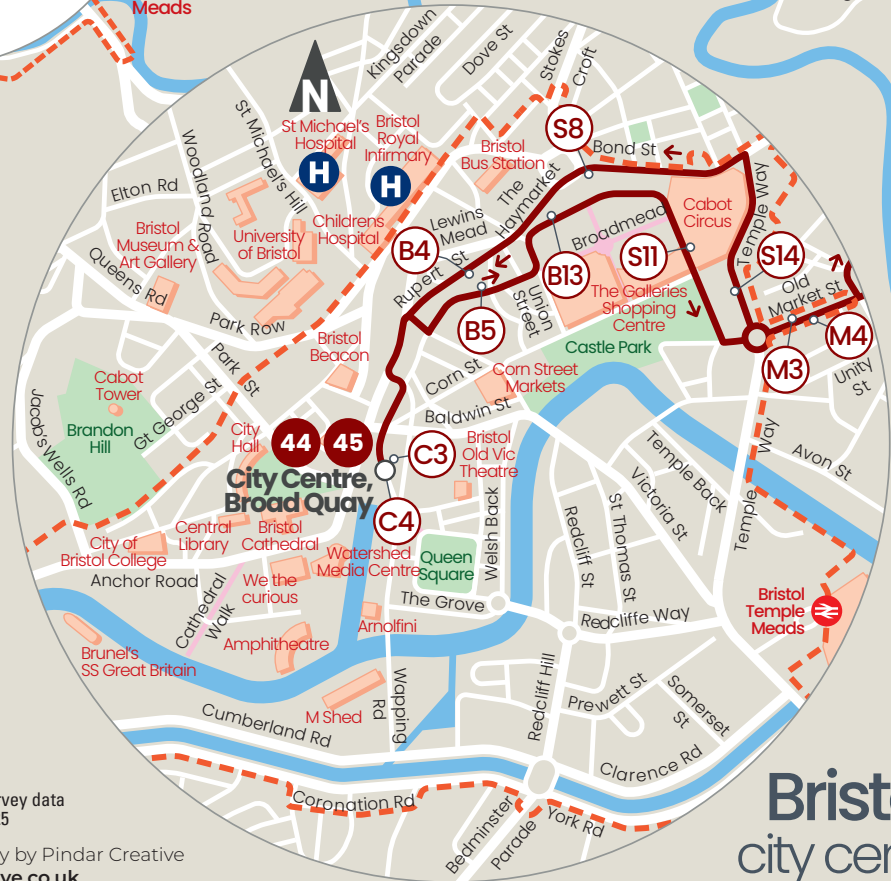 Meads
Kingsdown
Parade
Dove St
Stokes
Croft
N
St Michael's Hill
St Michael's
Hospital
H
Bristol
Royal
Infirmary
H
Bristol
Bus Station
S8
Bond St
Woodland Road
Elton Rd
The
Haymarket
Temple Way
Cabot
Circus
Lewins
Mead
Childrens
Hospital
University
of Bristol
Bristol
Museum &
Art Gallery
Queens Rd
B4
Rupert St
Broadmead
S11
S14
B13
Old
Market St
The Galleries
Shopping
Centre
Union
Street
B5
Park Row
Bristol
Beacon
Castle Park
M4
M3
Unity
St
Park St
Corn St
Corn Street
Markets
Cabot
Tower
Brandon
Hill
Gt George St
Jacob's Wells Rd
Baldwin St
City
Hall
44
45
City Centre,
Broad Quay
C3
C4
Bristol
Old Vic
Theatre
Temple Back
Victoria St
Temple Way
Avon St
Central
Library
Bristol
Cathedral
City of
Bristol College
Watershed
Media Centre
Queen
Square
Welsh Back
Redcliff St
St Thomas St
Anchor Road
We the
curious
Cathedral
Walk
The Grove
Redcliffe Way
Bristol
Temple
Meads
Arnolfini
Amphitheatre
Brunel's
SS Great Britain
M Shed
Wapping
Rd
Redcliff Hill
Prewett St
Somerset
St
Cumberland Rd
Clarence Rd
Coronation Rd
York Rd
Bedminster
Parade
rvey data
5
y by Pindar Creative
ve.co.uk
Brist
city cen